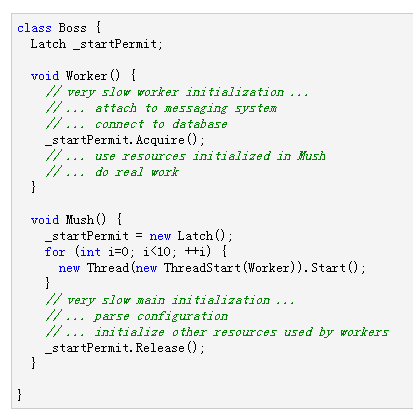 class Boss {
  Latch _startPermit;

  void Worker() {
    // very slow worker initialization ...
    // ... attach to messaging system
    // ... connect to database
    _startPermit.Acquire();
    // ... use resources initialized in Mush
    // ... do real work
  }

  void Mush() {
    _startPermit = new Latch();
    for (int i=0; i<10; ++i) {
      new Thread(new ThreadStart(Worker)).Start();
    }
    // very slow main initialization ...
    // ... parse configuration
    // ... initialize other resources used by workers
    _startPermit.Release();
  }

}